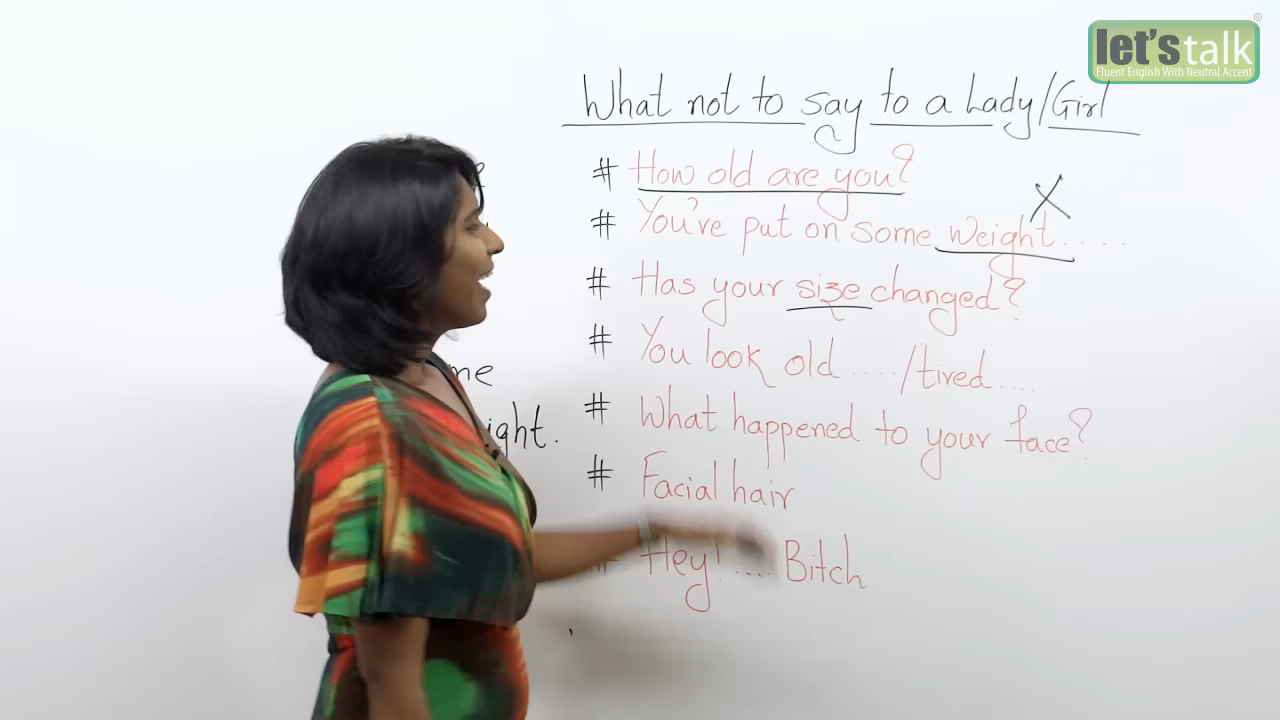 let's talk
Fluent English With Neutral Accent
®
What not to say to a Lady/Girl
# How old are you?
# You've put on some weight..... X
# Has your size changed?
# You look old ..../tired....
# What happened to your face?
# Facial hair
Hey! .... Bitch